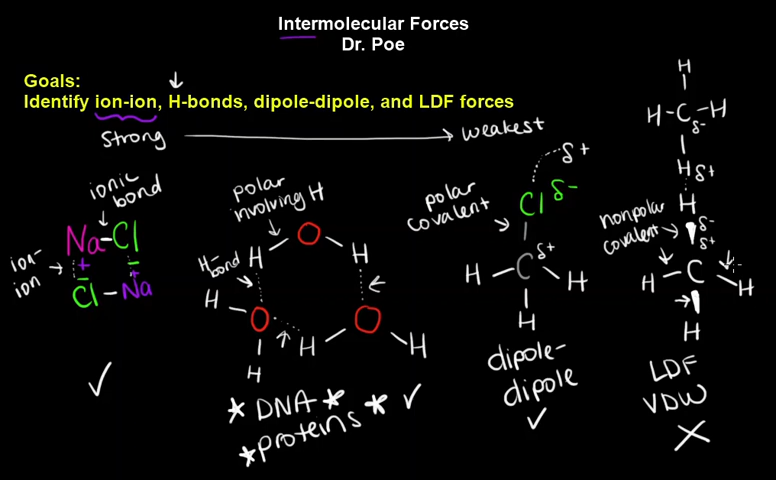 Intermolecular Forces
Dr. Poe
Goals:
Identify ion-ion, H-bonds, dipole-dipole, and LDF forces
Strong
weakest
ionic
bond
Na-Cl
+ -
- +
Cl-Na
ion-
ion
polar
involving H
H-
bond
H O H
H O H O H
H
* DNA * * ✓
* proteins
polar
covalent
δ+
Cl δ-
C δ+
H H
H
dipole-
dipole
✓
H
H-C-H
δ-
H δ+
H
nonpolar
covalent
δ-
δ+
H-C-H
H
LDF
VDW
X
✓